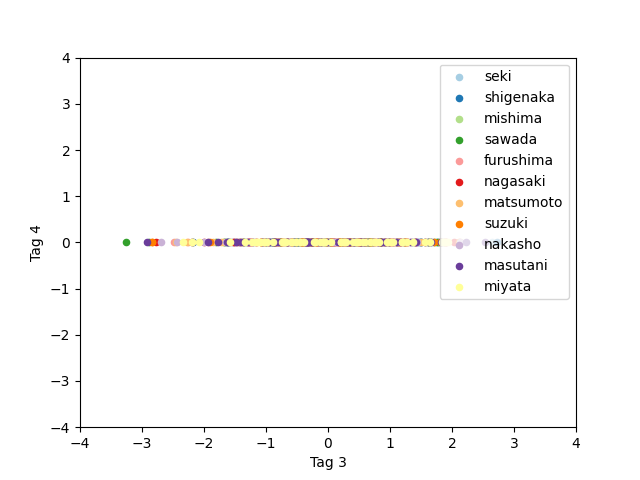 4
3
2
1
0
−1
−2
−3
−4
Tag 4
−4 −3 −2 −1 0 1 2 3 4
Tag 3
seki
shigenaka
mishima
sawada
furushima
nagasaki
matsumoto
suzuki
nakasho
masutani
miyata